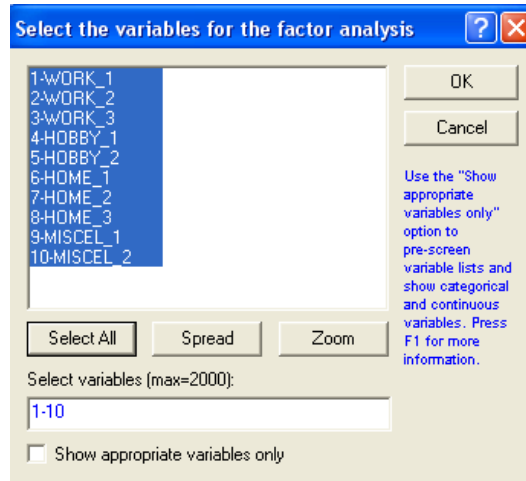 Select the variables for the factor analysis
?
X
1-WORK_1
2-WORK_2
3-WORK_3
4-HOBBY_1
5-HOBBY_2
6-HOME_1
7-HOME_2
8-HOME_3
9-MISCEL_1
10-MISCEL_2
OK
Cancel
Use the "Show
appropriate
variables only"
option to
pre-screen
variable lists and
show categorical
and continuous
variables. Press
F1 for more
information.
Select All
Spread
Zoom
Select variables (max=2000):
1-10
Show appropriate variables only